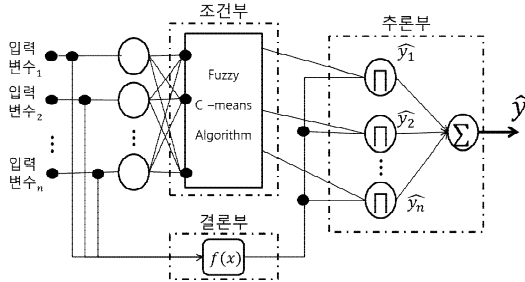 조건부
추론부
입력
변수₁
입력
변수₂
입력
변수ₙ
Fuzzy
C –means
Algorithm
∏
∏
∏
ŷ₁
ŷ₂
ŷₙ
∑
ŷ
결론부
f(x)